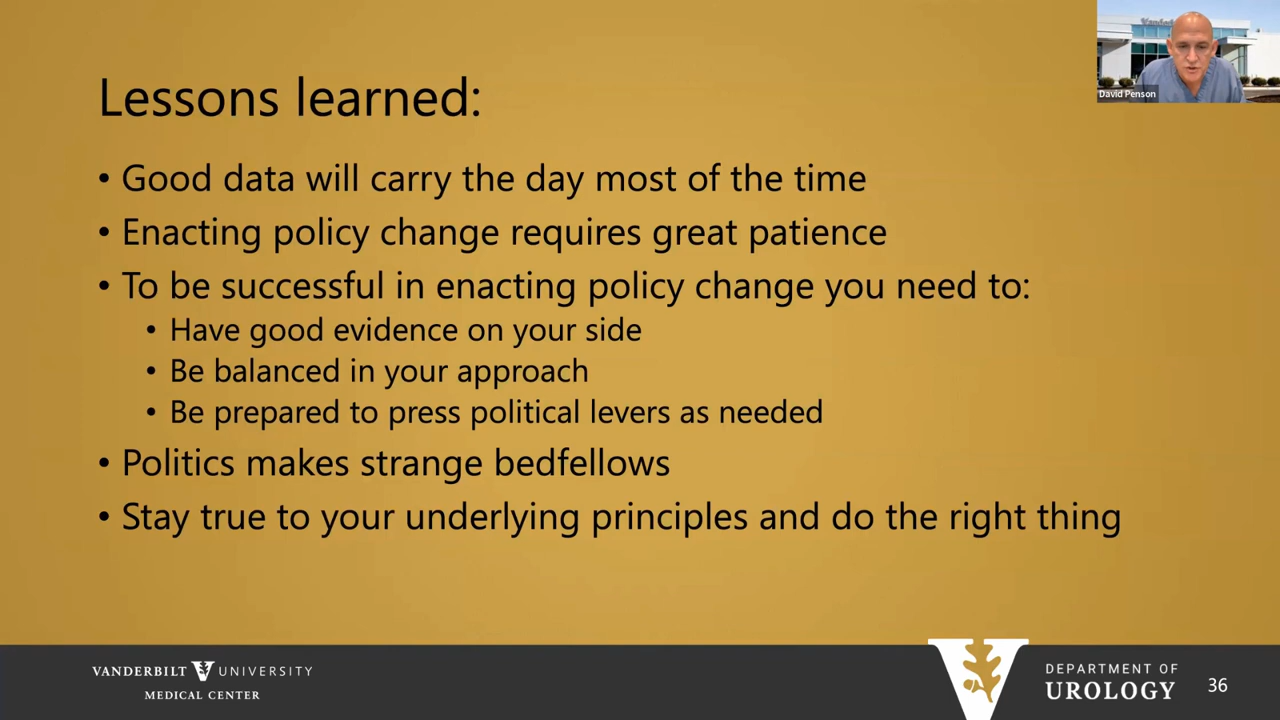 Lessons learned:
• Good data will carry the day most of the time
• Enacting policy change requires great patience
• To be successful in enacting policy change you need to:
• Have good evidence on your side
• Be balanced in your approach
• Be prepared to press political levers as needed
• Politics makes strange bedfellows
• Stay true to your underlying principles and do the right thing
David Penson
VANDERBILT V UNIVERSITY
MEDICAL CENTER
V
DEPARTMENT OF
UROLOGY
36